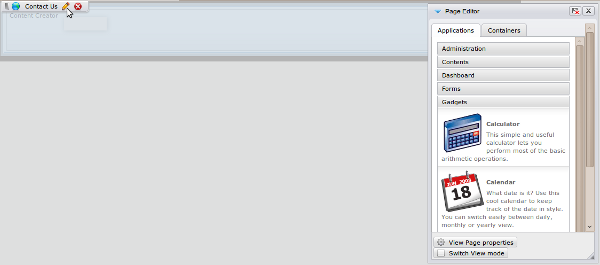 Contact Us
Content Creator
Page Editor
Applications
Containers
Administration
Contents
Dashboard
Forms
Gadgets
Calculator
This simple and useful
calculator lets you
perform most of the basic
arithmetic operations.
18
Calendar
What date is it? Use this
cool calendar to keep
track of the date in style.
You can switch easily between daily,
monthly or yearly view.
View Page properties
Switch View mode